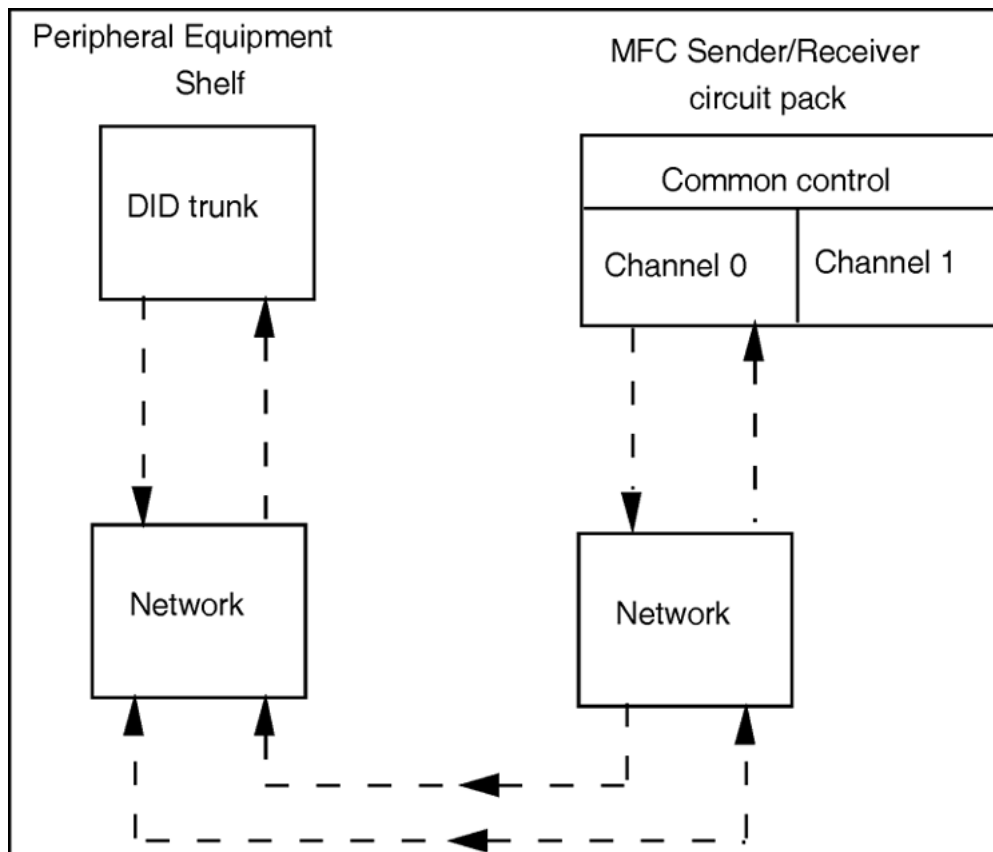 Peripheral Equipment
Shelf
MFC Sender/Receiver
circuit pack
DID trunk
Common control
Channel 0
Channel 1
Network
Network